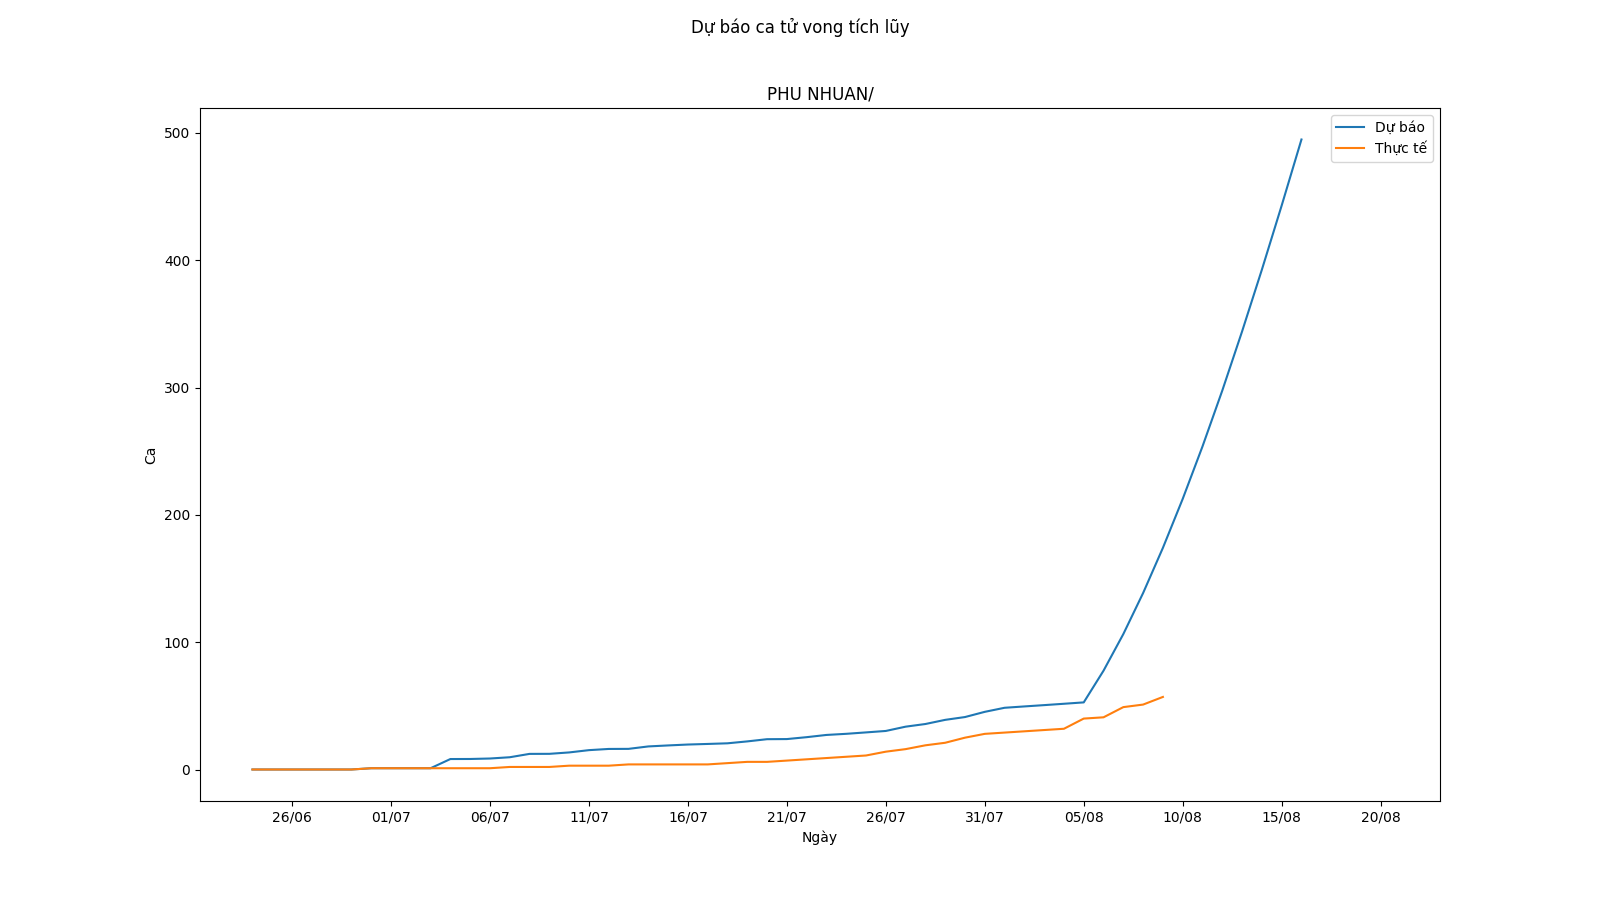 Dự báo ca tử vong tích lũy
PHU NHUAN/
Dự báo
Thực tế
500
400
300
200
100
0
Ca
26/06 01/07 06/07 11/07 16/07 21/07 26/07 31/07 05/08 10/08 15/08 20/08
Ngày